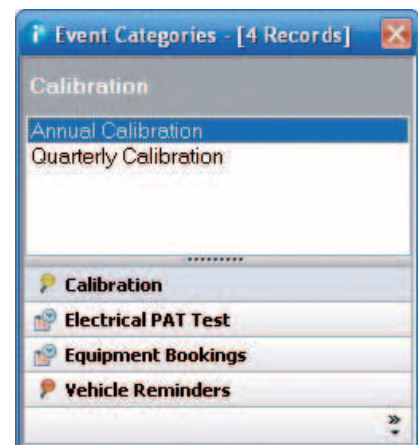 Event Categories - [4 Records]
Calibration
Annual Calibration
Quarterly Calibration
Calibration
Electrical PAT Test
Equipment Bookings
Vehicle Reminders